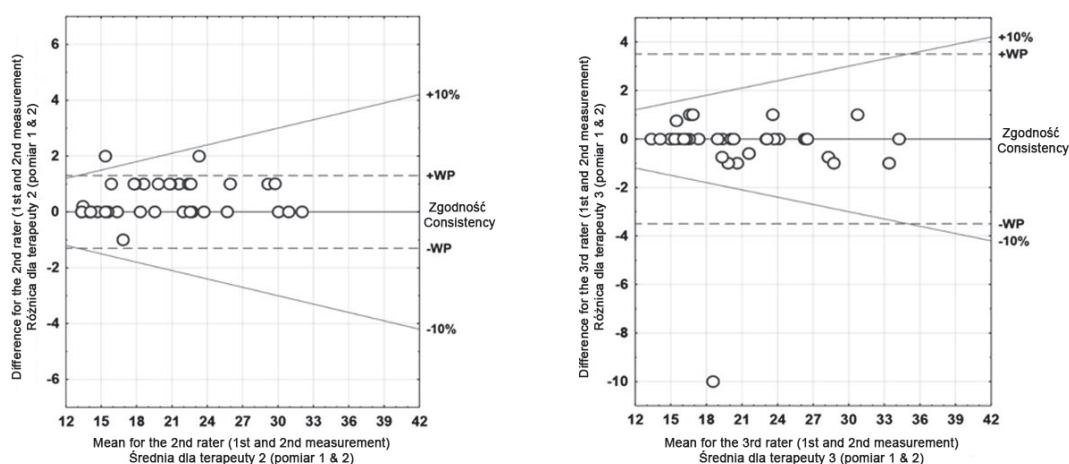 Difference for the 2nd rater (1st and 2nd measurement)
Różnica dla terapeuty 2 (pomiar 1 & 2)
6
4
2
0
-2
-4
-6
+10%
+WP
Zgodność
Consistency
-WP
-10%
12 15 18 21 24 27 30 33 36 39 42
Mean for the 2nd rater (1st and 2nd measurement)
Średnia dla terapeuty 2 (pomiar 1 & 2)
Difference for the 3rd rater (1st and 2nd measurement)
Różnica dla terapeuty 3 (pomiar 1 & 2)
4
2
0
-2
-4
-6
-8
-10
+10%
+WP
Zgodność
Consistency
-WP
-10%
12 15 18 21 24 27 30 33 36 39 42
Mean for the 3rd rater (1st and 2nd measurement)
Średnia dla terapeuty 3 (pomiar 1 & 2)